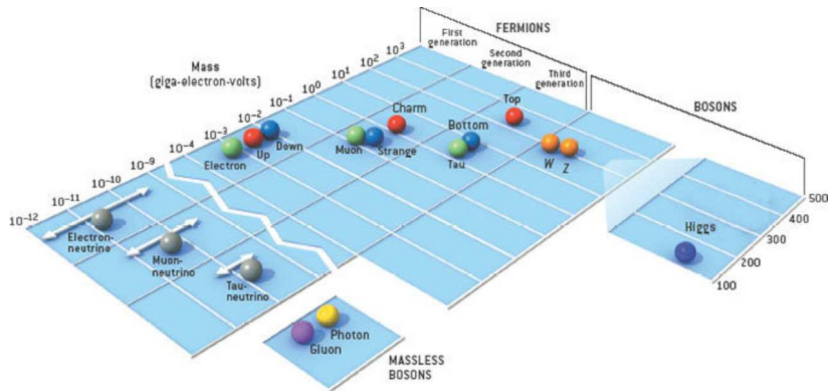 FERMIONS
First
generation
Second
generation
Third
generation
BOSONS
Mass
(giga-electron-volts)
10³
10²
10¹
10⁰
10⁻¹
10⁻²
10⁻³
10⁻⁴
10⁻⁹
10⁻¹⁰
10⁻¹¹
10⁻¹²
Top
Charm
Bottom
Down
Up
Electron
Muon
Strange
Tau
W
Z
Electron-
neutrino
Muon-
neutrino
Tau-
neutrino
Higgs
500
400
300
200
100
Photon
Gluon
MASSLESS
BOSONS